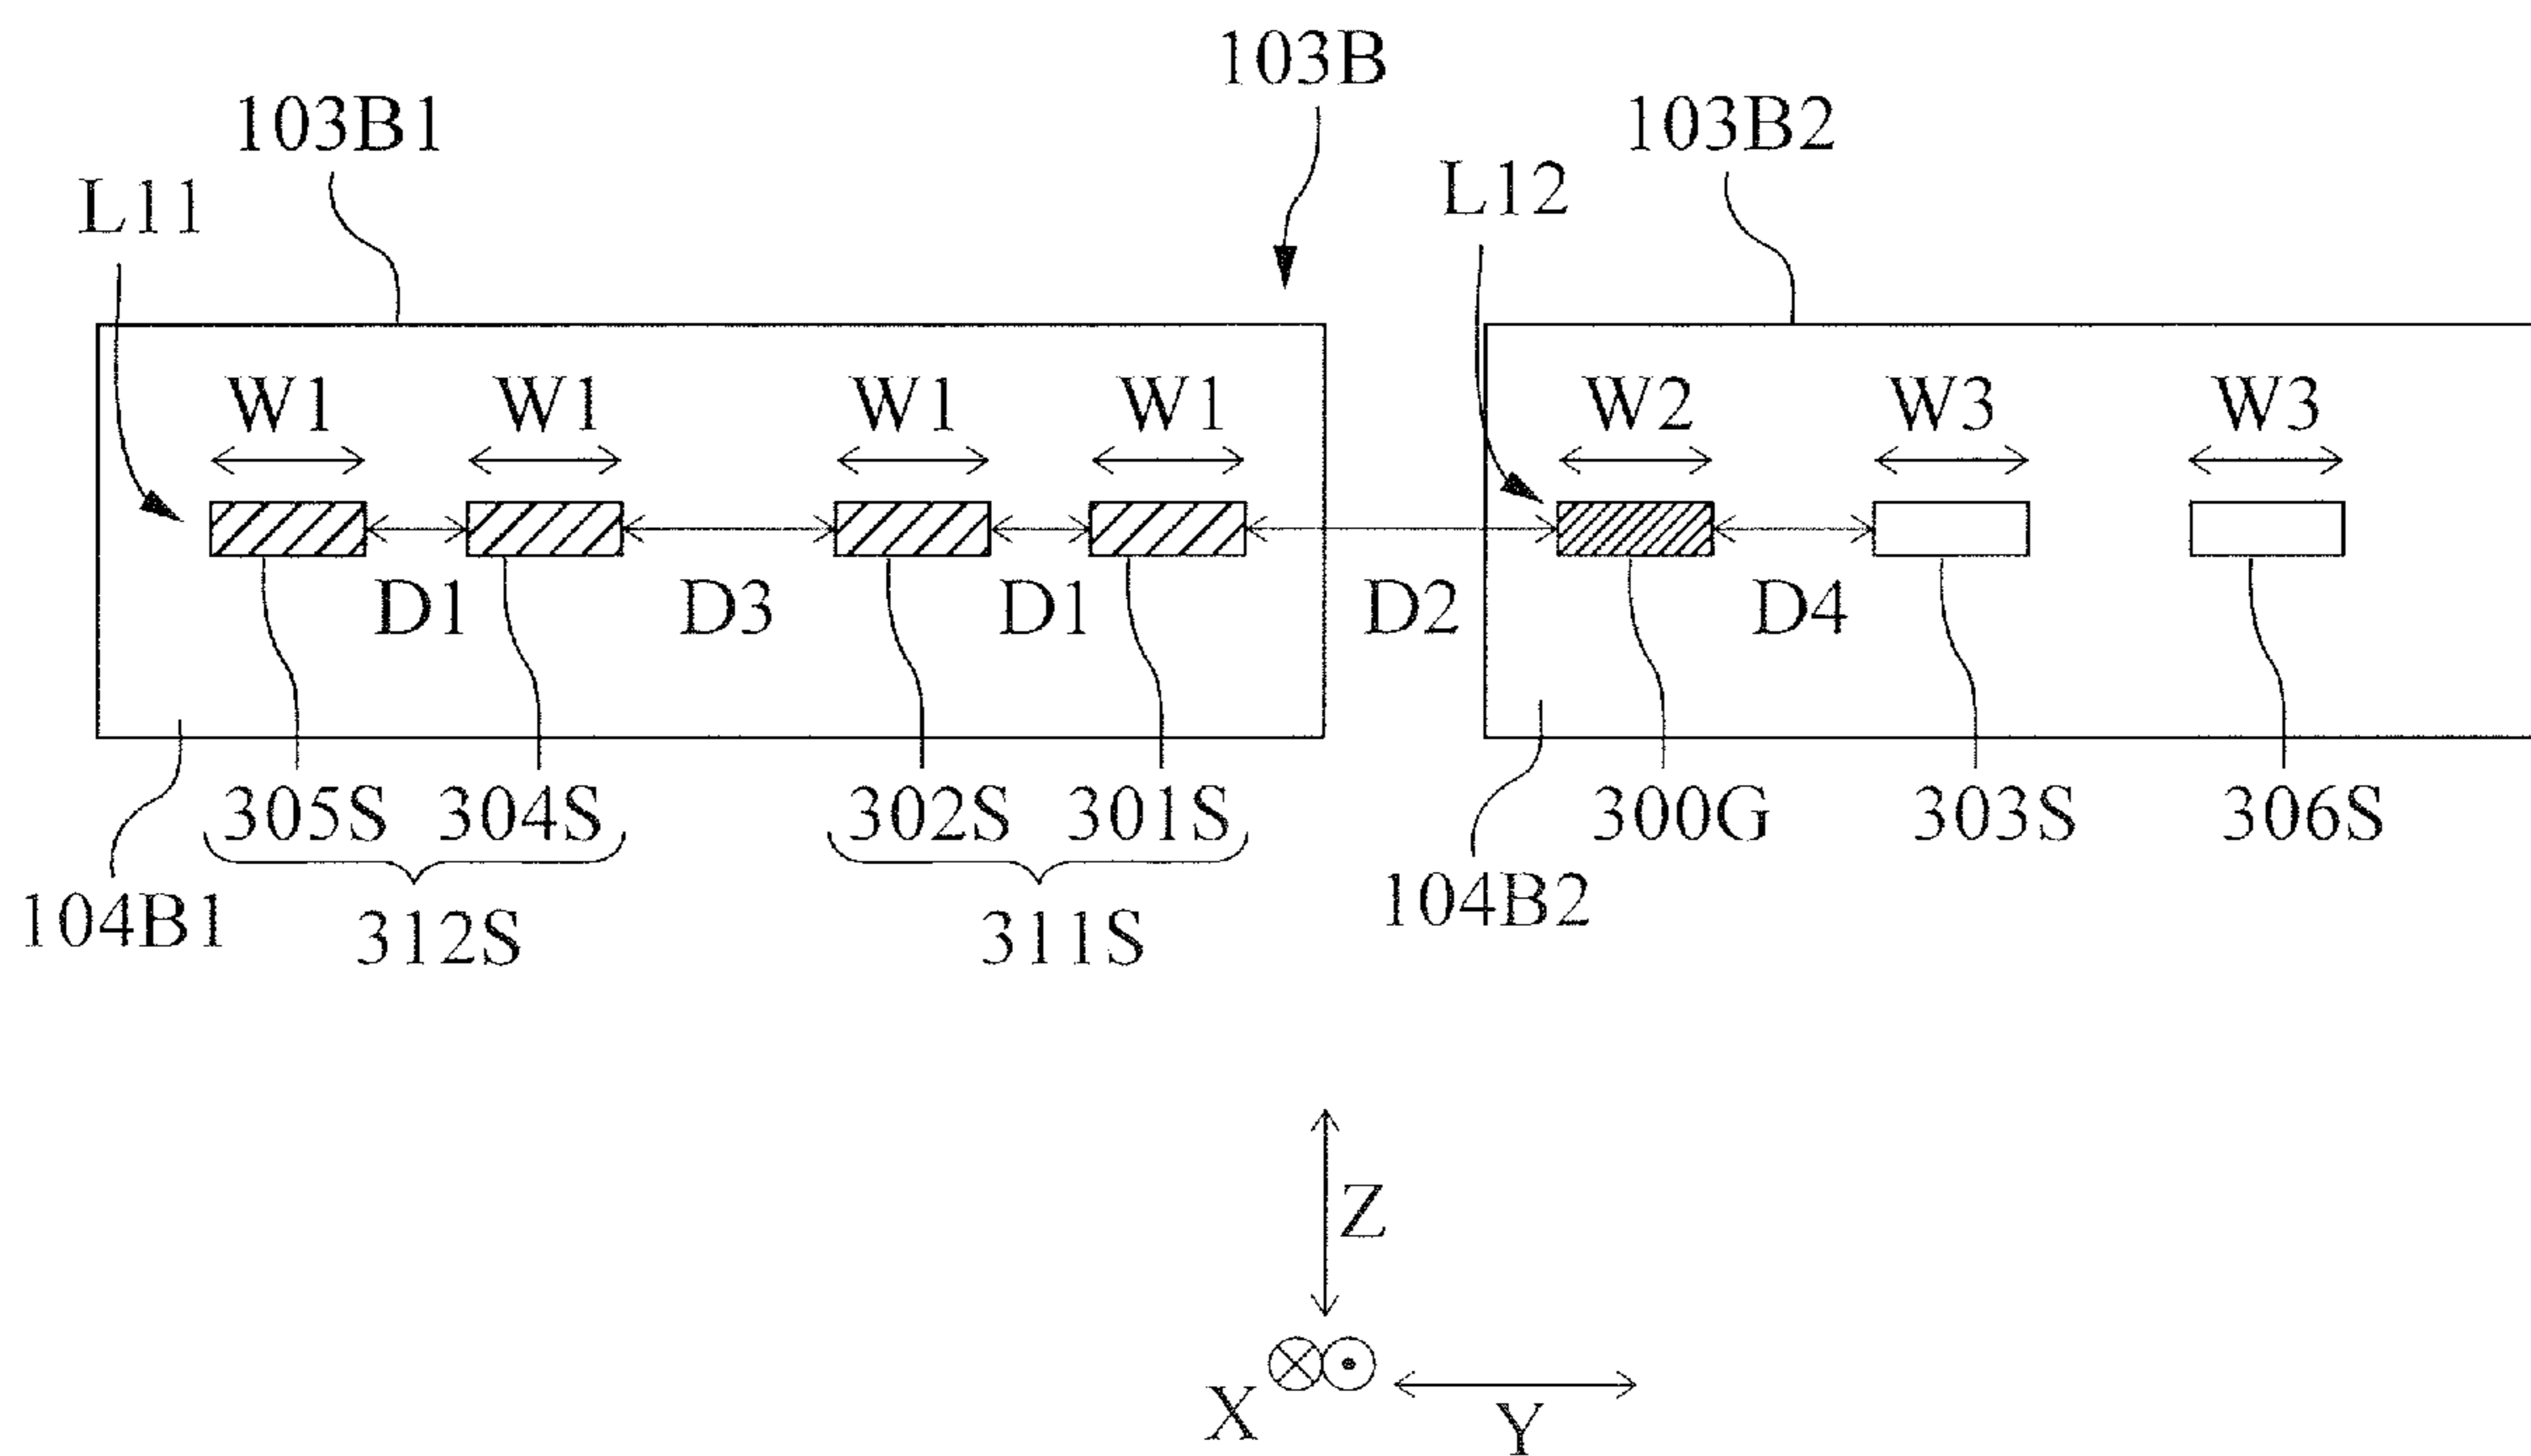 103B
103B1 103B2
L11 L12
W1 W1 W1 W1 W2 W3 W3
D1 D3 D1 D2 D4
305S 304S 302S 301S 300G 303S 306S
104B1 312S 311S 104B2
Z
X Y